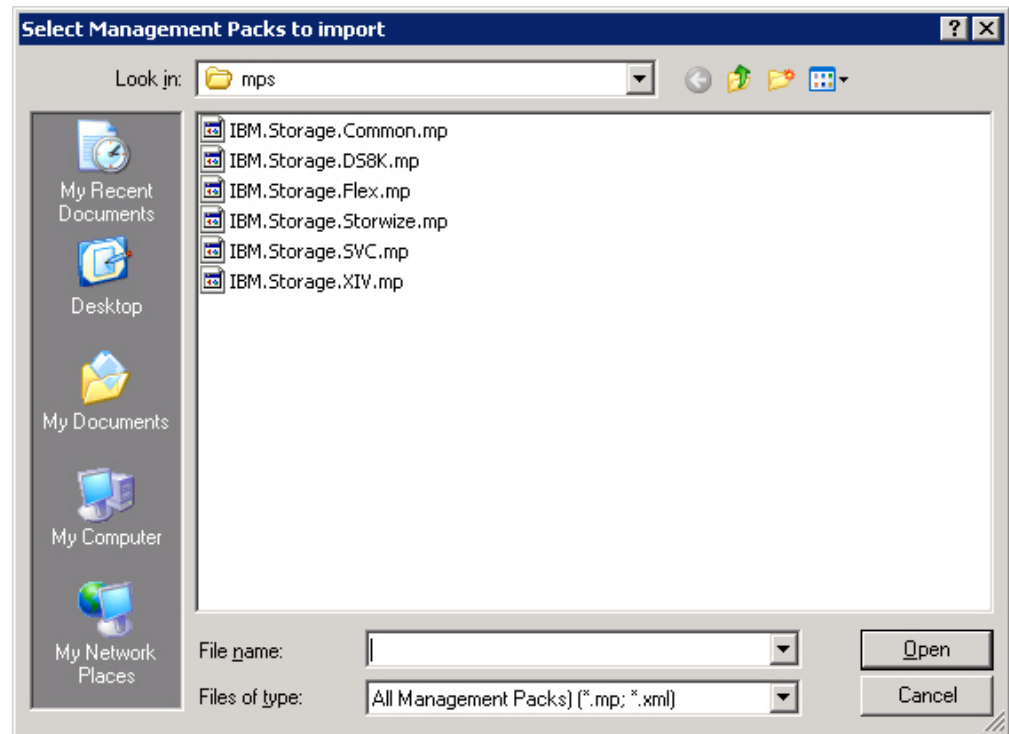 Select Management Packs to import
Look in: mps
My Recent
Documents
Desktop
My Documents
My Computer
My Network
Places
IBM.Storage.Common.mp
IBM.Storage.DS8K.mp
IBM.Storage.Flex.mp
IBM.Storage.Storwize.mp
IBM.Storage.SVC.mp
IBM.Storage.XIV.mp
File name:
Open
Files of type: All Management Packs) (*.mp; *.xml)
Cancel